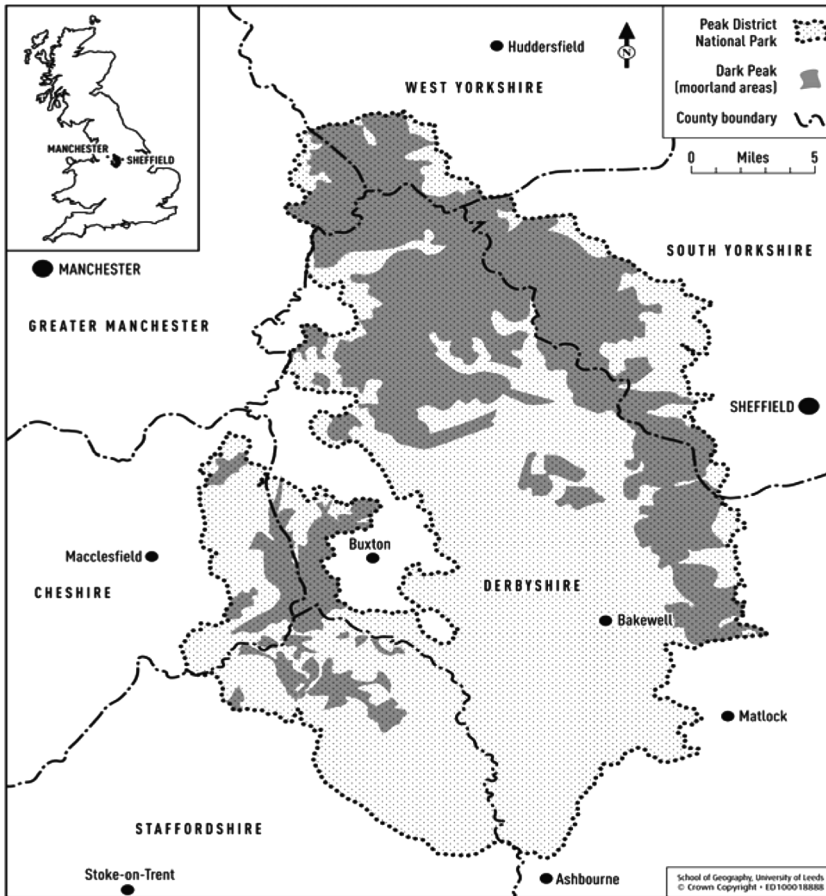 Peak District
National Park
Dark Peak
(moorland areas)
County boundary
0 Miles 5
N
Huddersfield
WEST YORKSHIRE
MANCHESTER
SHEFFIELD
MANCHESTER
SOUTH YORKSHIRE
GREATER MANCHESTER
SHEFFIELD
Macclesfield
Buxton
CHESHIRE
DERBYSHIRE
Bakewell
Matlock
STAFFORDSHIRE
Stoke-on-Trent
Ashbourne
School of Geography, University of Leeds
© Crown Copyright • ED100018888